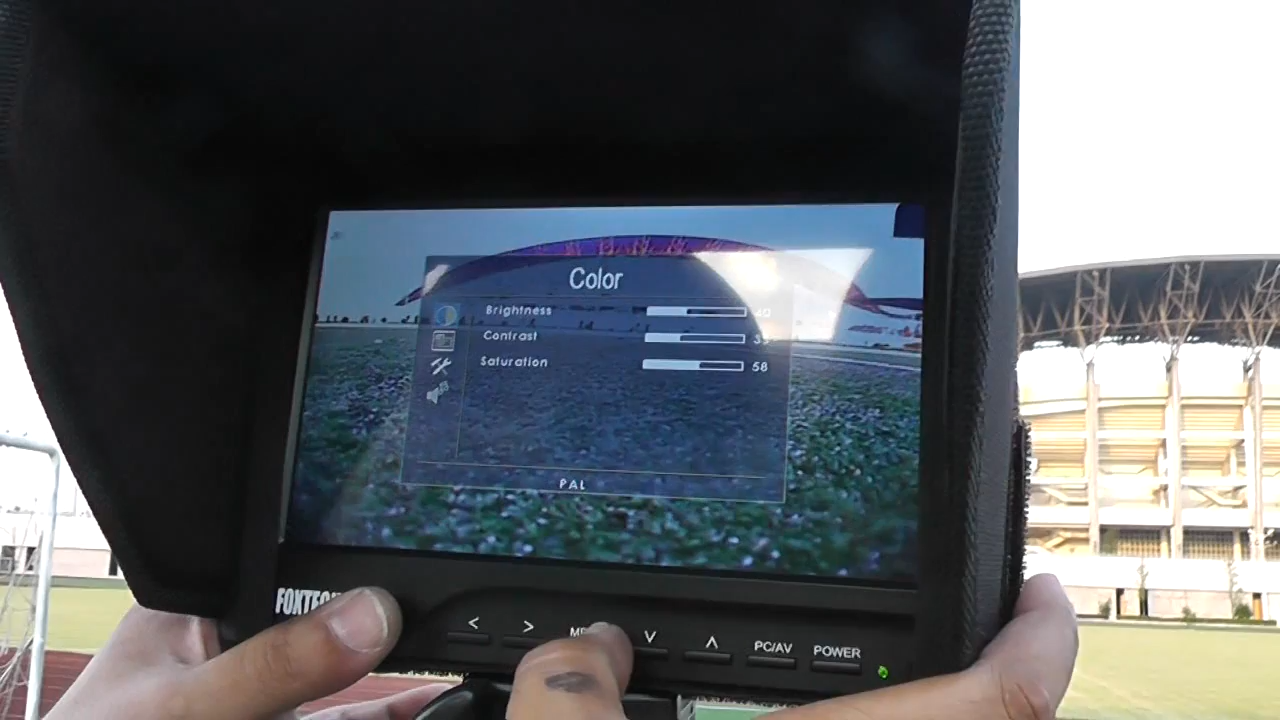 Color
Brightness 40
Contrast
Saturation 58
PAL
< > V Λ PC/AV POWER